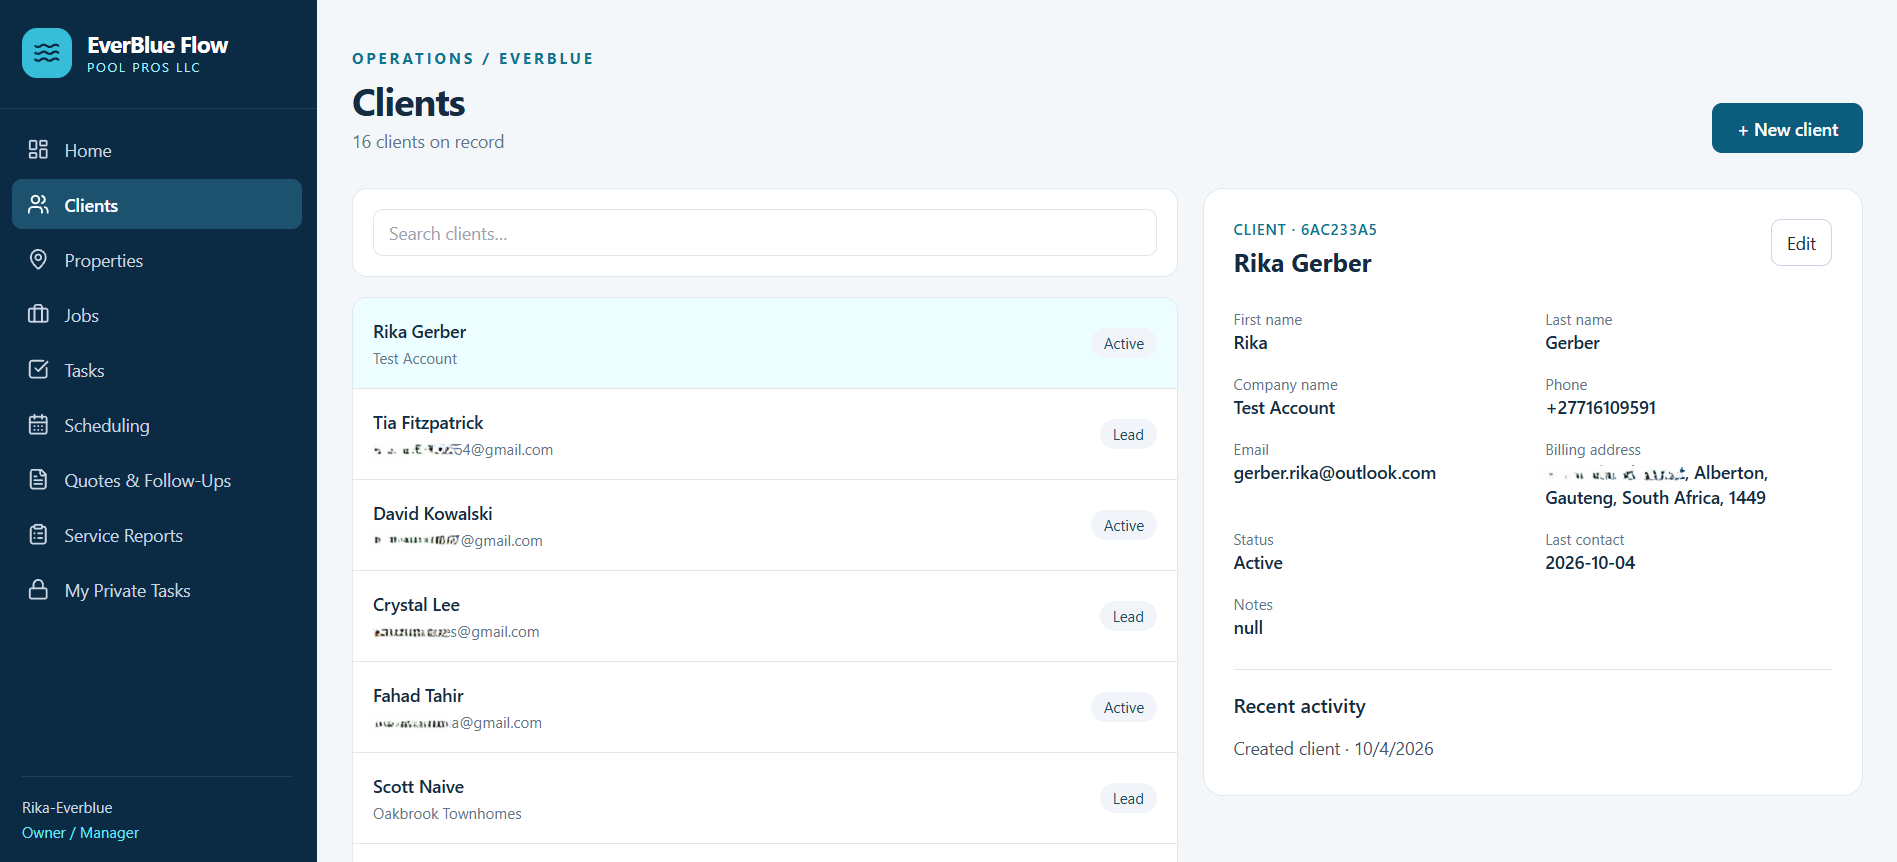 EverBlue Flow
POOL PROS LLC
Home
Clients
Properties
Jobs
Tasks
Scheduling
Quotes & Follow-Ups
Service Reports
My Private Tasks
Rika-Everblue
Owner / Manager
OPERATIONS / EVERBLUE
Clients
16 clients on record
+ New client
Search clients...
Rika Gerber
Test Account
Active
Tia Fitzpatrick
54@gmail.com
Lead
David Kowalski
@gmail.com
Active
Crystal Lee
s@gmail.com
Lead
Fahad Tahir
a@gmail.com
Active
Scott Naive
Oakbrook Townhomes
Lead
CLIENT · 6AC233A5
Rika Gerber
Edit
First name
Rika
Last name
Gerber
Company name
Test Account
Phone
+27716109591
Email
gerber.rika@outlook.com
Billing address
, Alberton,
Gauteng, South Africa, 1449
Status
Active
Last contact
2026-10-04
Notes
null
Recent activity
Created client · 10/4/2026